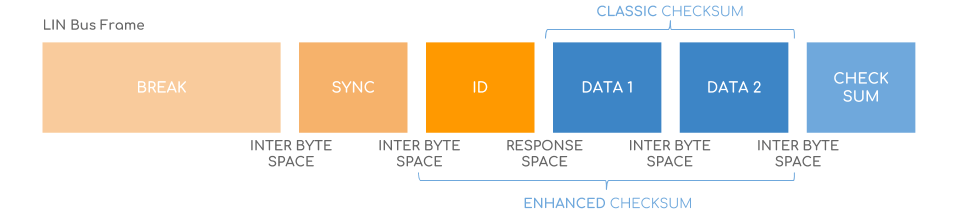 CLASSIC CHECKSUM
LIN Bus Frame
BREAK
SYNC
ID
DATA 1
DATA 2
CHECK
SUM
INTER BYTE
SPACE
INTER BYTE
SPACE
RESPONSE
SPACE
INTER BYTE
SPACE
INTER BYTE
SPACE
ENHANCED CHECKSUM